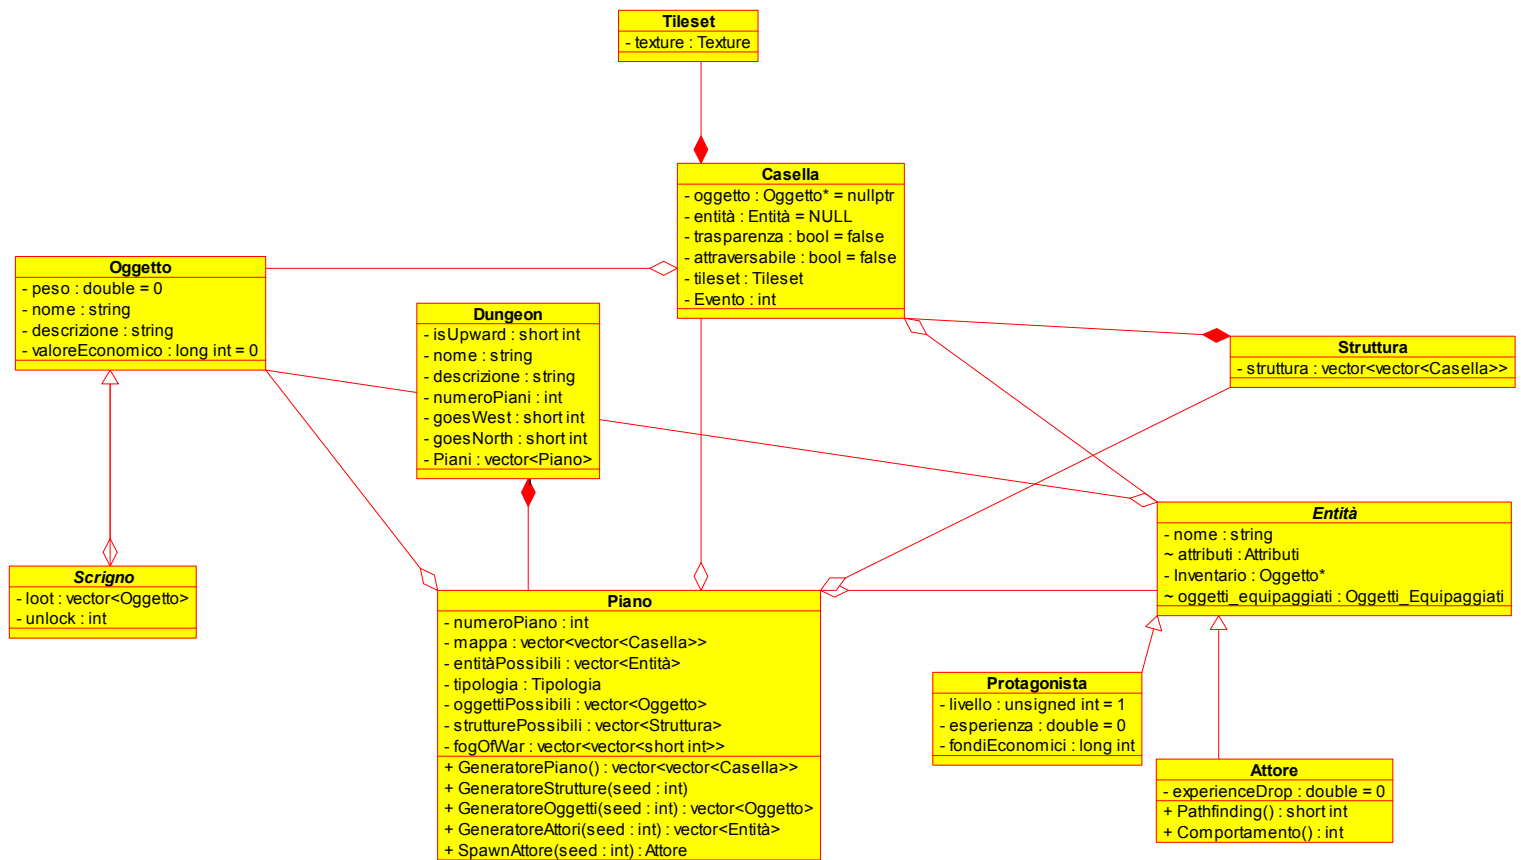 Tileset
- texture : Texture
Casella
- oggetto : Oggetto* = nullptr
- entità : Entità = NULL
- trasparenza : bool = false
- attraversabile : bool = false
- tileset : Tileset
- Evento : int
Oggetto
- peso : double = 0
- nome : string
- descrizione : string
- valoreEconomico : long int = 0
Dungeon
- isUpward : short int
- nome : string
- descrizione : string
- numeroPiani : int
- goesWest : short int
- goesNorth : short int
- Piani : vector<Piano>
Struttura
- struttura : vector<vector<Casella>>
Entità
- nome : string
~ attributi : Attributi
- Inventario : Oggetto*
~ oggetti_equipaggiati : Oggetti_Equipaggiati
Scrigno
- loot : vector<Oggetto>
- unlock : int
Piano
- numeroPiano : int
- mappa : vector<vector<Casella>>
- entitàPossibili : vector<Entità>
- tipologia : Tipologia
- oggettiPossibili : vector<Oggetto>
- strutturePossibili : vector<Struttura>
- fogOfWar : vector<vector<short int>>
+ GeneratorePiano() : vector<vector<Casella>>
+ GeneratoreStrutture(seed : int)
+ GeneratoreOggetti(seed : int) : vector<Oggetto>
+ GeneratoreAttori(seed : int) : vector<Entità>
+ SpawnAttore(seed : int) : Attore
Protagonista
- livello : unsigned int = 1
- esperienza : double = 0
- fondiEconomici : long int
Attore
- experienceDrop : double = 0
+ Pathfinding() : short int
+ Comportamento() : int